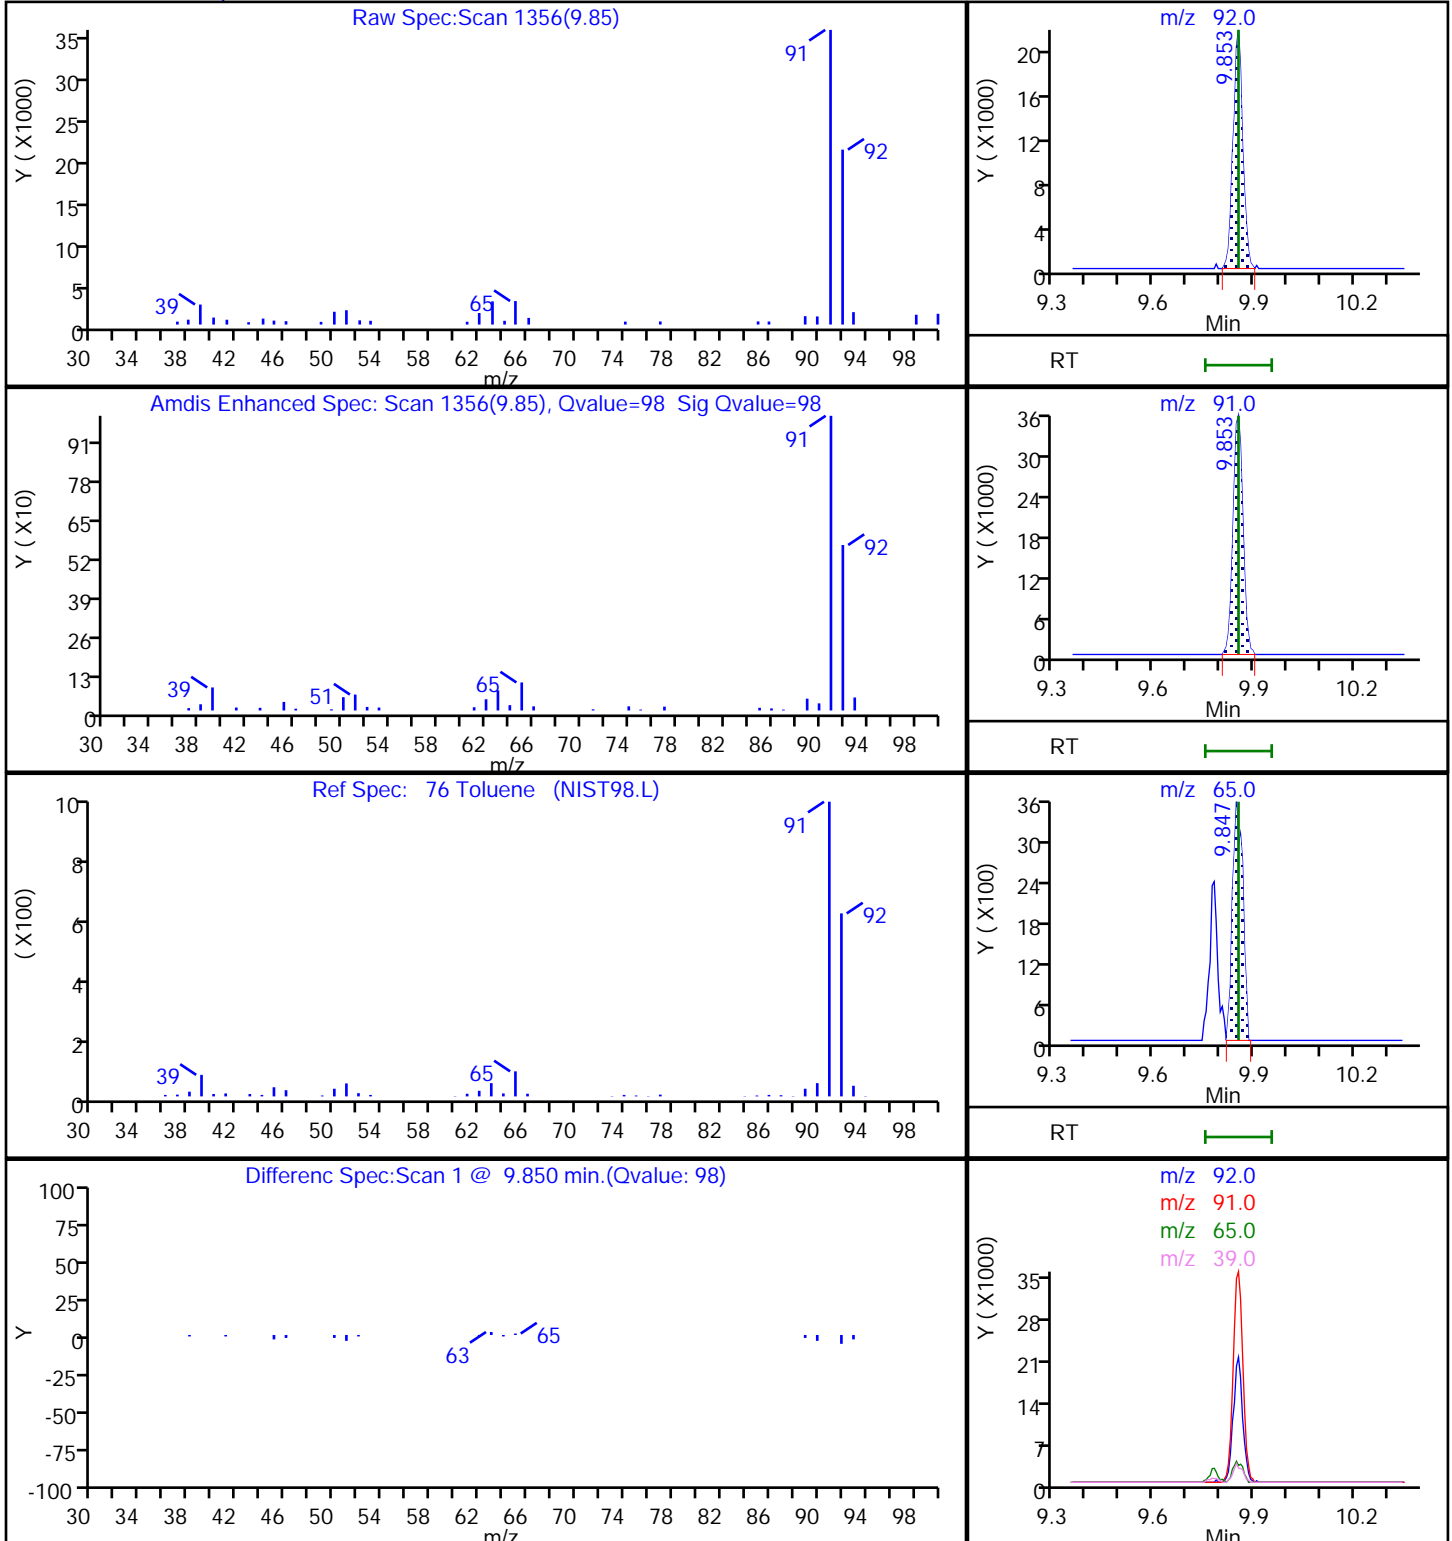 Raw Spec:Scan 1356(9.85)
Y ( X1000)
35
30
25
20
15
10
5
0
91
92
39
65
30 34 38 42 46 50 54 58 62 66 70 74 78 82 86 90 94 98
m/z
m/z 92.0
Y ( X1000)
20
16
12
8
4
0
9.853
9.3 9.6 9.9 10.2
Min
RT
Amdis Enhanced Spec: Scan 1356(9.85), Qvalue=98 Sig Qvalue=98
Y ( X10)
91
78
65
52
39
26
13
0
91
92
39
51
65
30 34 38 42 46 50 54 58 62 66 70 74 78 82 86 90 94 98
m/z
m/z 91.0
Y ( X1000)
36
30
24
18
12
6
0
9.853
9.3 9.6 9.9 10.2
Min
RT
Ref Spec: 76 Toluene (NIST98.L)
( X100)
10
8
6
4
2
0
91
92
39
65
30 34 38 42 46 50 54 58 62 66 70 74 78 82 86 90 94 98
m/z 65.0
Y ( X100)
36
30
24
18
12
6
0
9.847
9.3 9.6 9.9 10.2
Min
RT
Differenc Spec:Scan 1 @ 9.850 min.(Qvalue: 98)
Y
100
75
50
25
0
-25
-50
-75
-100
63
65
30 34 38 42 46 50 54 58 62 66 70 74 78 82 86 90 94 98
m/z
m/z 92.0
m/z 91.0
m/z 65.0
m/z 39.0
Y ( X1000)
35
28
21
14
7
0
9.3 9.6 9.9 10.2
Min